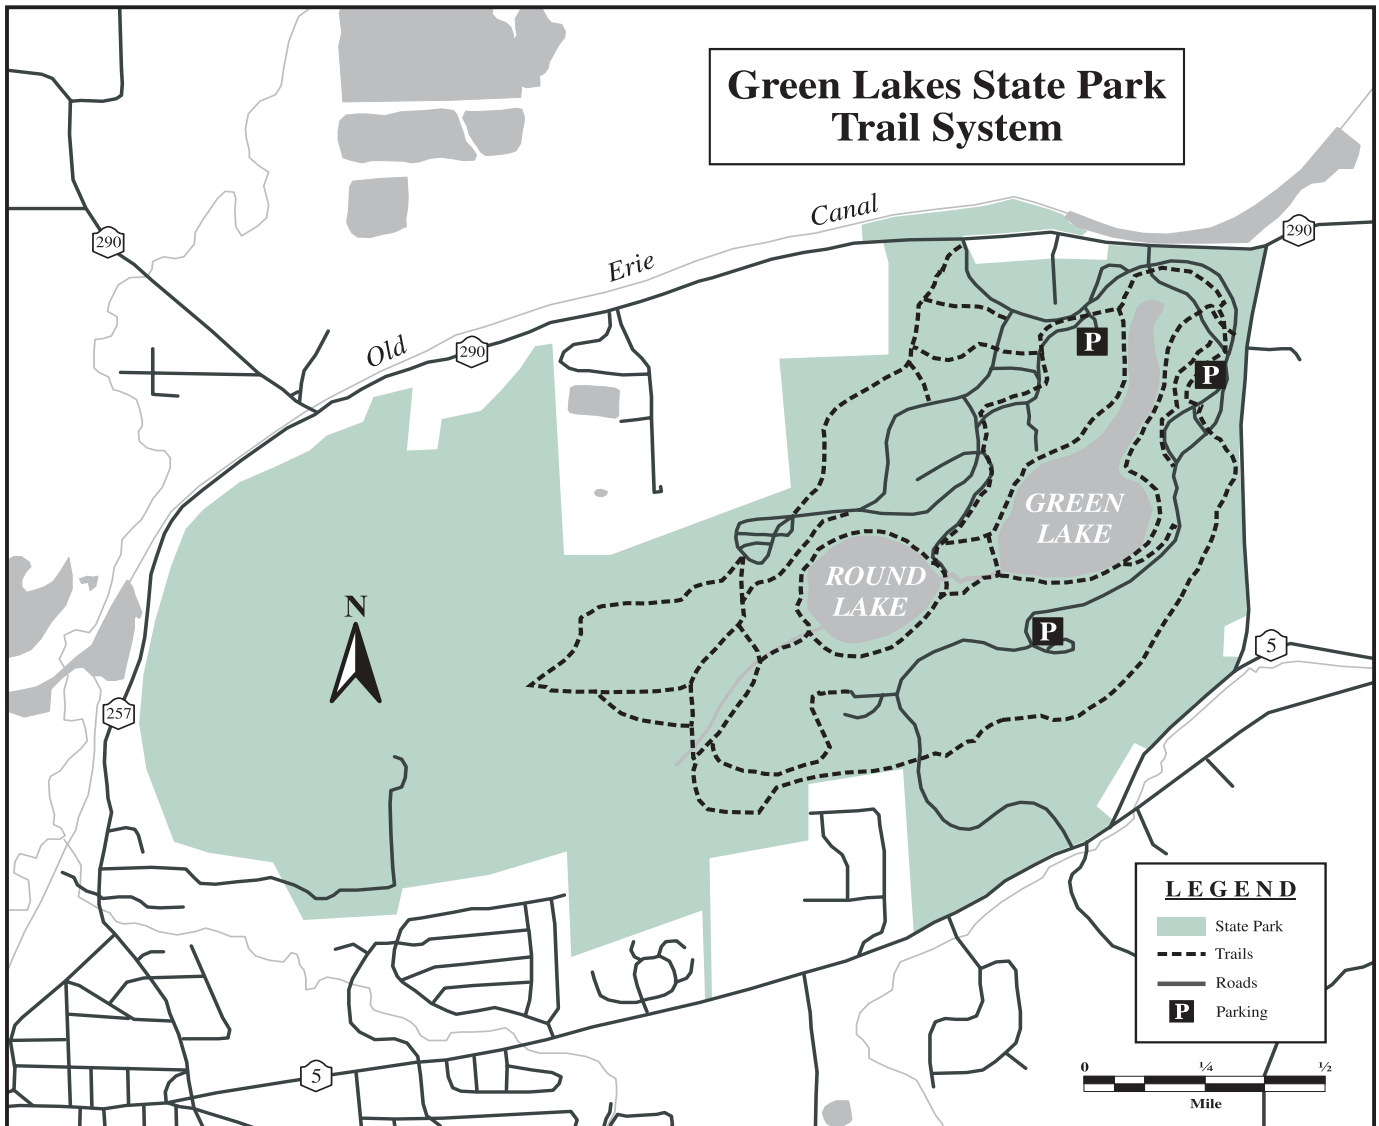 Green Lakes State Park
Trail System
Canal
290
290
Erie
Old
290
P
P
GREEN
LAKE
ROUND
LAKE
N
P
5
257
LEGEND
State Park
Trails
Roads
P Parking
0 ¼ ½
Mile
5